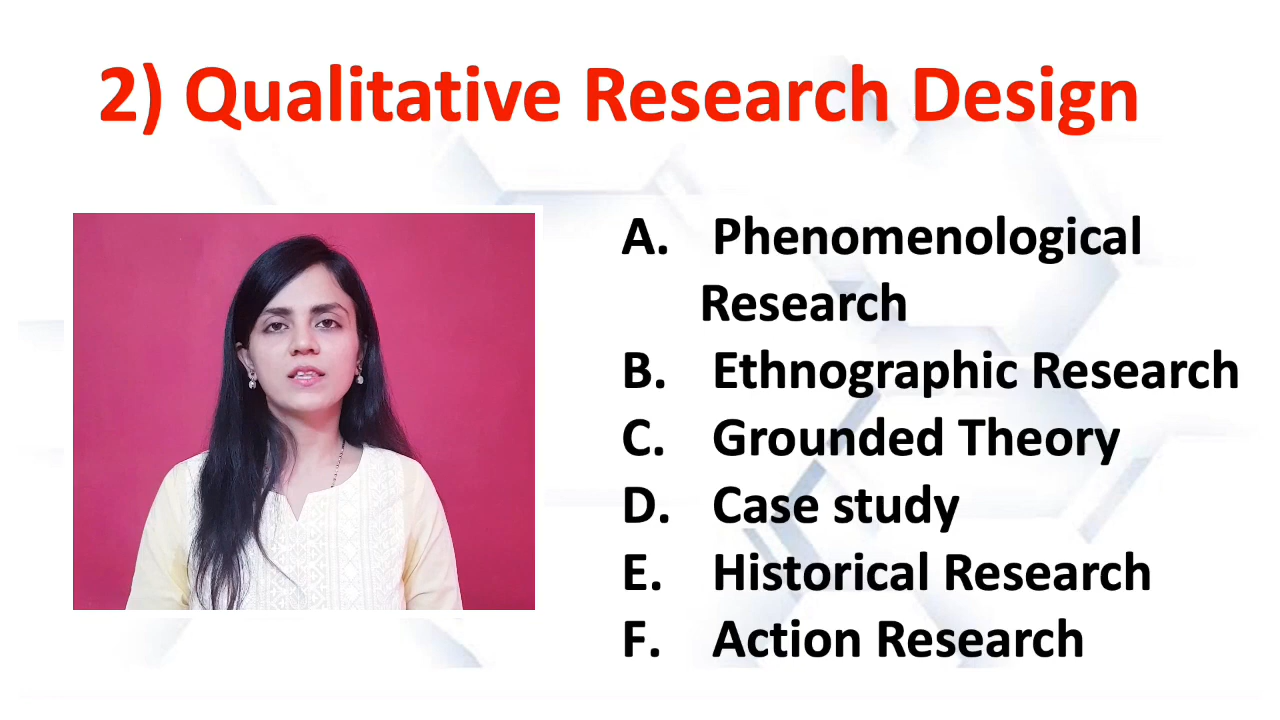 2) Qualitative Research Design
A. Phenomenological
Research
B. Ethnographic Research
C. Grounded Theory
D. Case study
E. Historical Research
F. Action Research